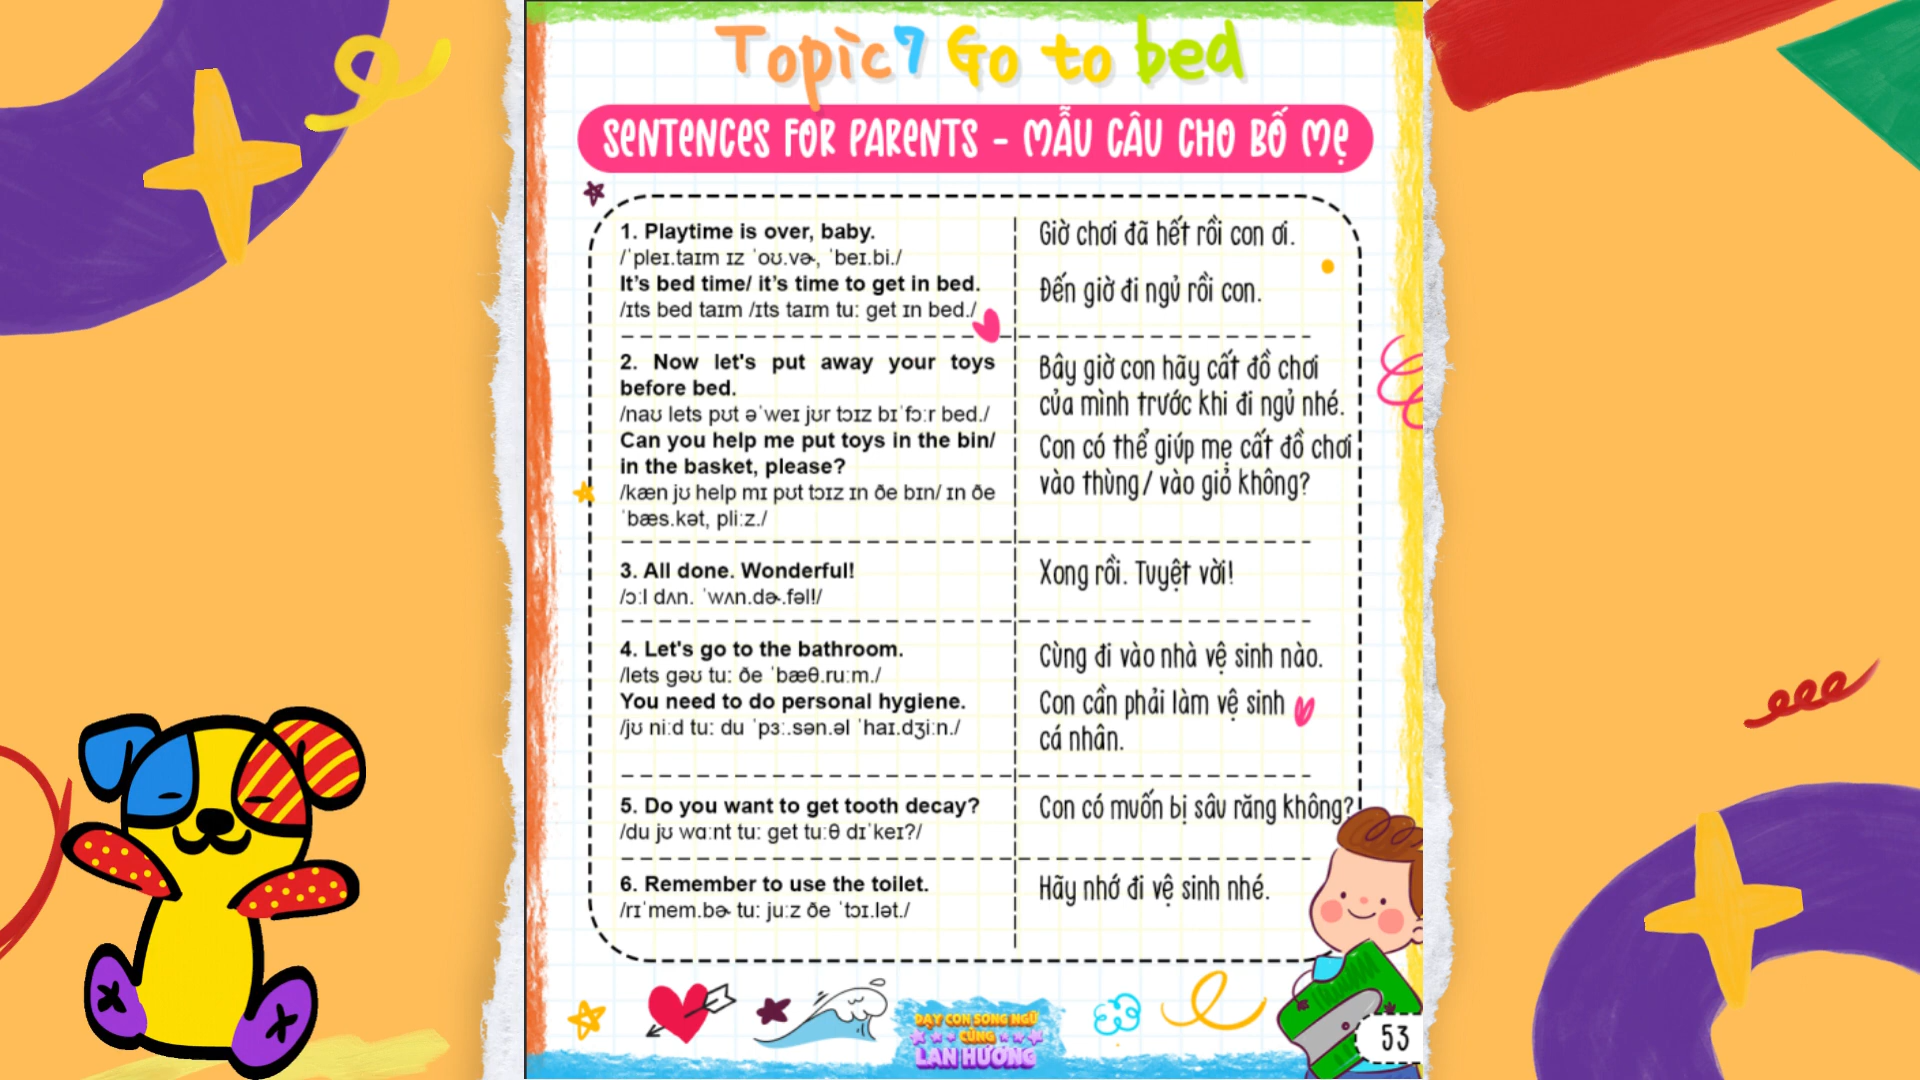 Topic 7 Go to bed
SENTENCES FOR PARENTS - MẪU CÂU CHO BỐ MẸ
1. Playtime is over, baby.
/ˈpleɪ.taɪm ɪz ˈoʊ.vɚ, ˈbeɪ.bi./
It's bed time/ it's time to get in bed.
/ɪts bed taɪm /ɪts taɪm tuː get ɪn bed./
Giờ chơi đã hết rồi con ơi.
Đến giờ đi ngủ rồi con.
2. Now let's put away your toys
before bed.
/naʊ lets pʊt əˈweɪ jʊr tɔɪz bɪˈfɔːr bed./
Can you help me put toys in the bin/
in the basket, please?
/kæn jʊ help mɪ pʊt tɔɪz ɪn ðe bɪn/ ɪn ðe
ˈbæs.kət, pliːz./
Bây giờ con hãy cất đồ chơi
của mình trước khi đi ngủ nhé.
Con có thể giúp mẹ cất đồ chơi
vào thùng/ vào giỏ không?
3. All done. Wonderful!
/ɔːl dʌn. ˈwʌn.dɚ.fəl!/
Xong rồi. Tuyệt vời!
4. Let's go to the bathroom.
/lets gəʊ tuː ðe ˈbæθ.ruːm./
You need to do personal hygiene.
/jʊ niːd tuː du ˈpɜː.sən.əl ˈhaɪ.dʒiːn./
Cùng đi vào nhà vệ sinh nào.
Con cần phải làm vệ sinh
cá nhân.
5. Do you want to get tooth decay?
/du jʊ wɑːnt tuː get tuːθ dɪˈkeɪ?/
Con có muốn bị sâu răng không?
6. Remember to use the toilet.
/rɪˈmem.bɚ tuː juːz ðe ˈtɔɪ.lət./
Hãy nhớ đi vệ sinh nhé.
DẠY CON SONG NGỮ
CÙNG
LAN HƯƠNG
53